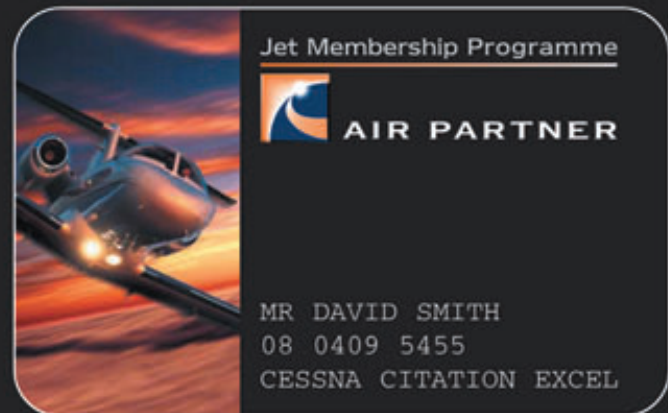 Jet Membership Programme
AIR PARTNER
MR DAVID SMITH
08 0409 5455
CESSNA CITATION EXCEL